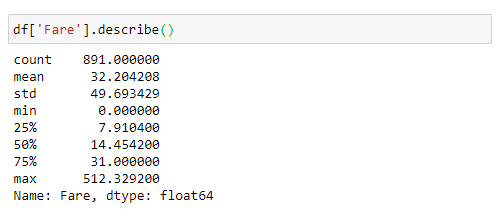 df['Fare'].describe()
count    891.000000
mean      32.204208
std       49.693429
min        0.000000
25%        7.910400
50%       14.454200
75%       31.000000
max      512.329200
Name: Fare, dtype: float64